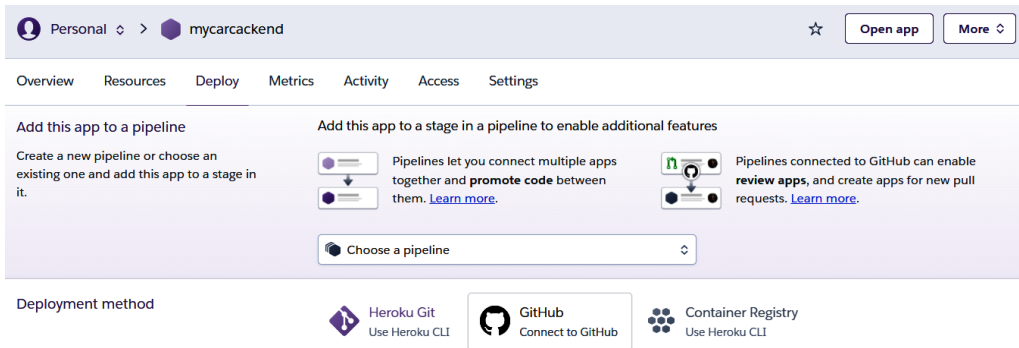 Personal > mycarcackend
Open app
More
Overview Resources Deploy Metrics Activity Access Settings
Add this app to a pipeline
Create a new pipeline or choose an
existing one and add this app to a stage in
it.
Add this app to a stage in a pipeline to enable additional features
Pipelines let you connect multiple apps
together and promote code between
them. Learn more.
Pipelines connected to GitHub can enable
review apps, and create apps for new pull
requests. Learn more.
Choose a pipeline
Deployment method
Heroku Git
Use Heroku CLI
GitHub
Connect to GitHub
Container Registry
Use Heroku CLI